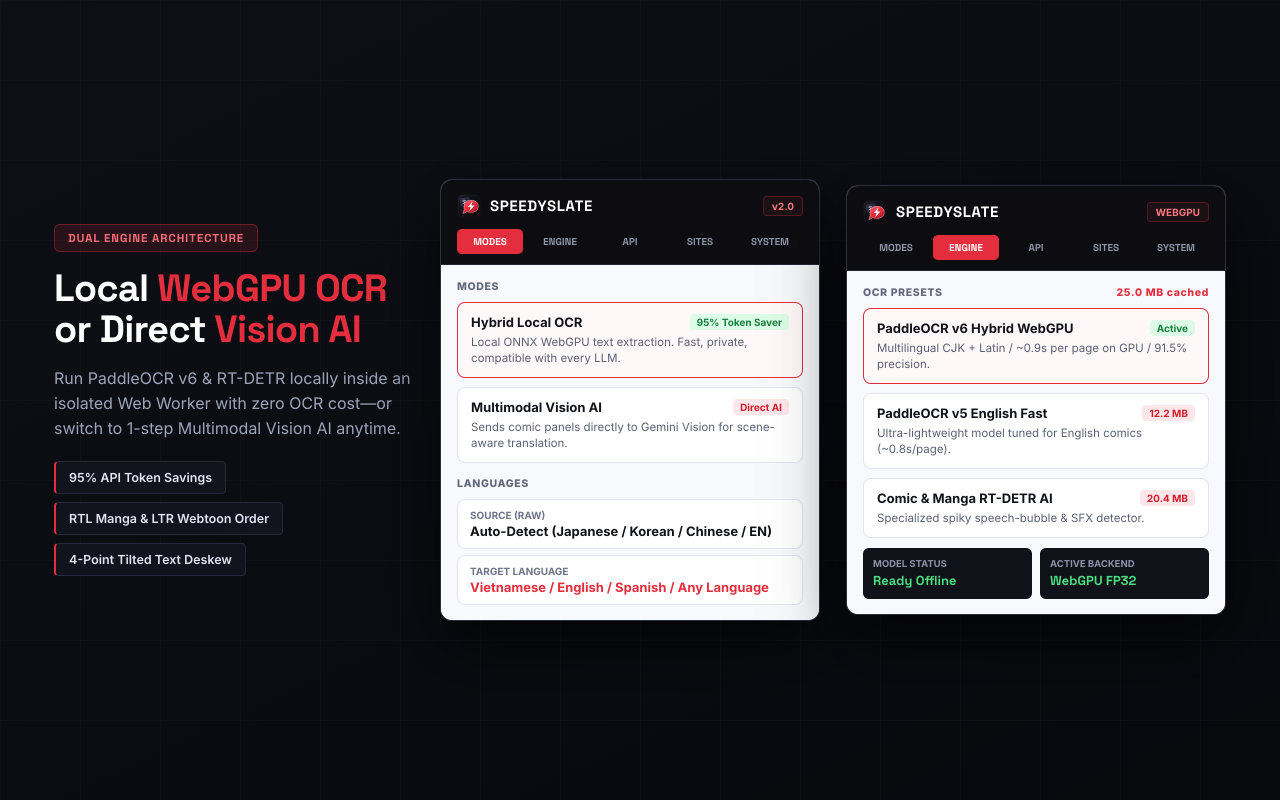 DUAL ENGINE ARCHITECTURE
Local WebGPU OCR
or Direct Vision AI
Run PaddleOCR v6 & RT-DETR locally inside an
isolated Web Worker with zero OCR cost—or
switch to 1-step Multimodal Vision AI anytime.
95% API Token Savings
RTL Manga & LTR Webtoon Order
4-Point Tilted Text Deskew
SPEEDYSLATE
v2.0
MODES ENGINE API SITES SYSTEM
MODES
Hybrid Local OCR
95% Token Saver
Local ONNX WebGPU text extraction. Fast, private,
compatible with every LLM.
Multimodal Vision AI
Direct AI
Sends comic panels directly to Gemini Vision for scene-
aware translation.
LANGUAGES
SOURCE (RAW)
Auto-Detect (Japanese / Korean / Chinese / EN)
TARGET LANGUAGE
Vietnamese / English / Spanish / Any Language
SPEEDYSLATE
WEBGPU
MODES ENGINE API SITES SYSTEM
OCR PRESETS
25.0 MB cached
PaddleOCR v6 Hybrid WebGPU
Active
Multilingual CJK + Latin / ~0.9s per page on GPU / 91.5%
precision.
PaddleOCR v5 English Fast
12.2 MB
Ultra-lightweight model tuned for English comics
(~0.8s/page).
Comic & Manga RT-DETR AI
20.4 MB
Specialized spiky speech-bubble & SFX detector.
MODEL STATUS
Ready Offline
ACTIVE BACKEND
WebGPU FP32